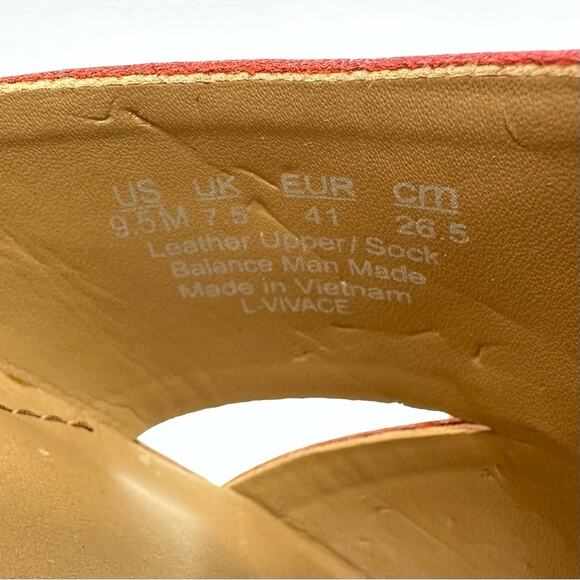 US UK EUR cm
9.5M 7.5 41 26.5
Leather Upper/ Sock
Balance Man Made
Made in Vietnam
L-VIVACE